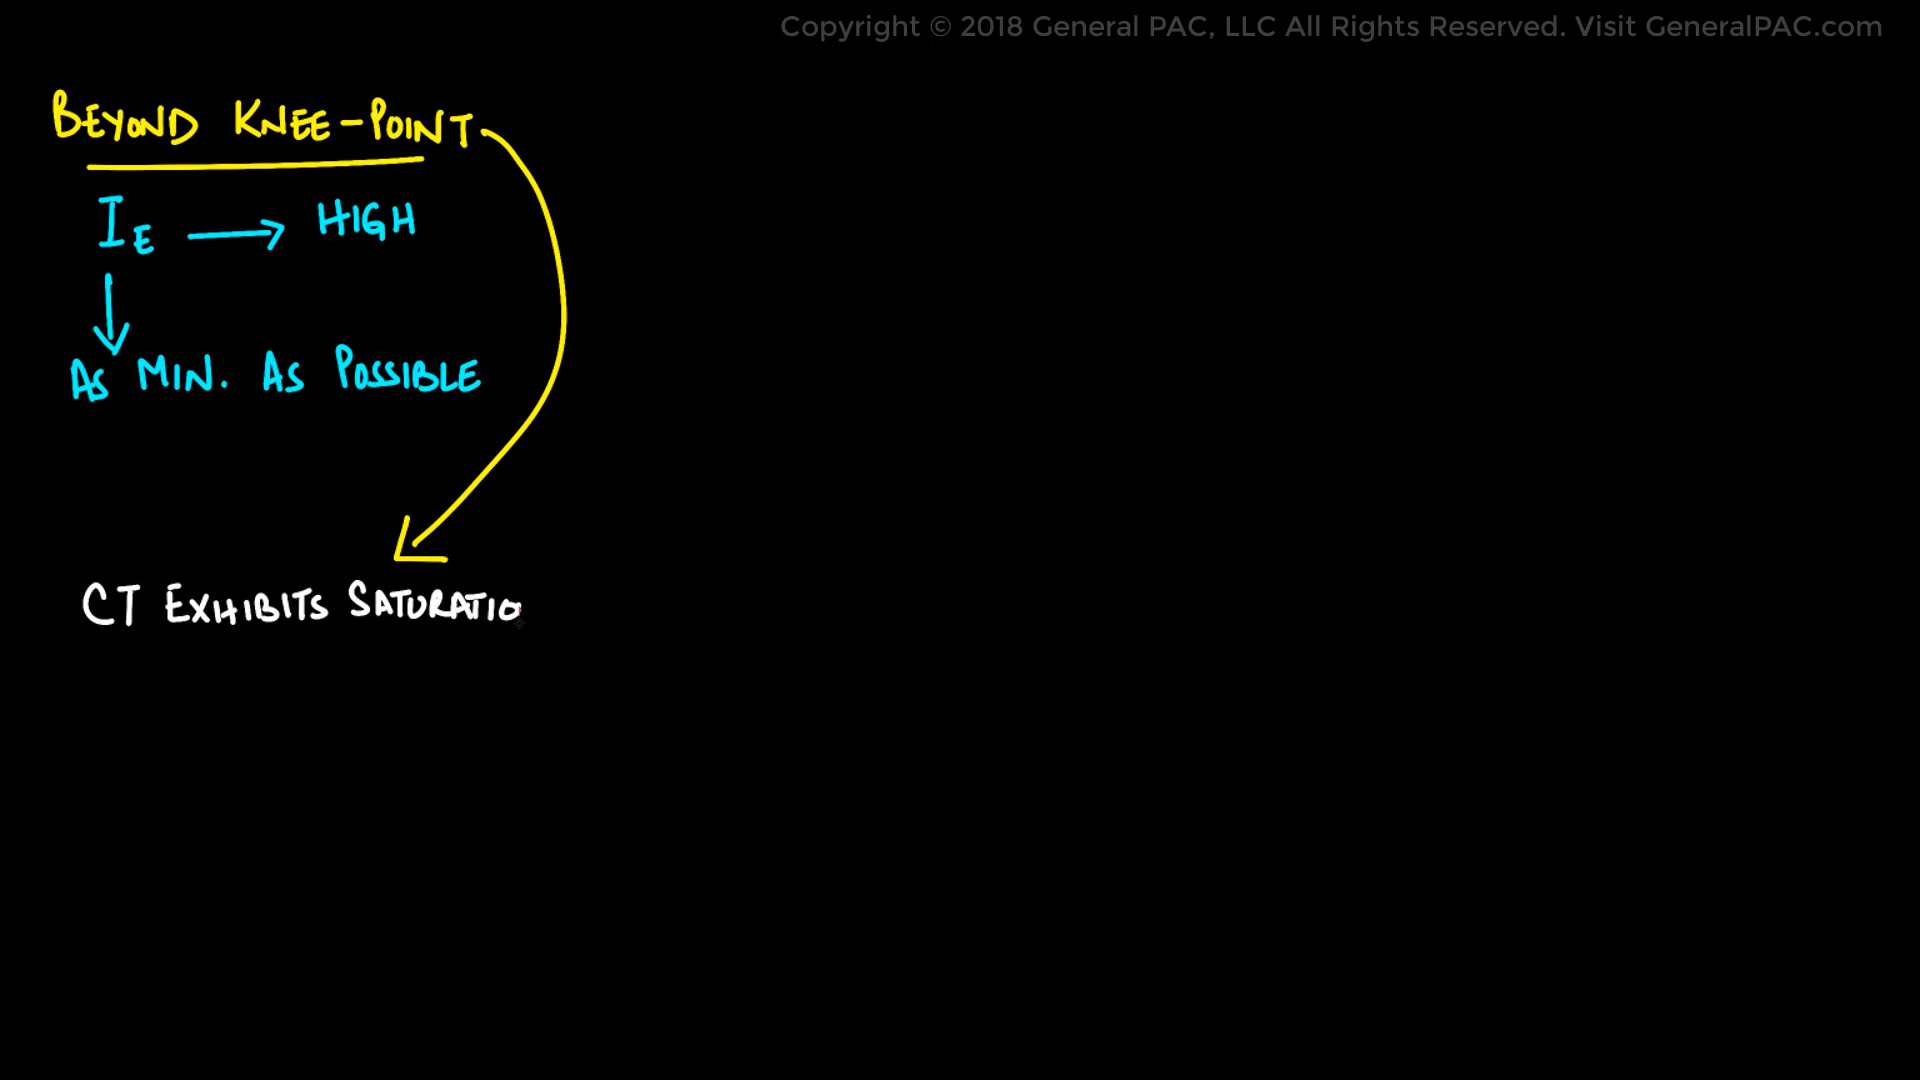 Copyright © 2018 General PAC, LLC All Rights Reserved. Visit GeneralPAC.com
BEYOND KNEE-POINT
IE → HIGH
↓
AS MIN. AS POSSIBLE
CT EXHIBITS SATURATIO